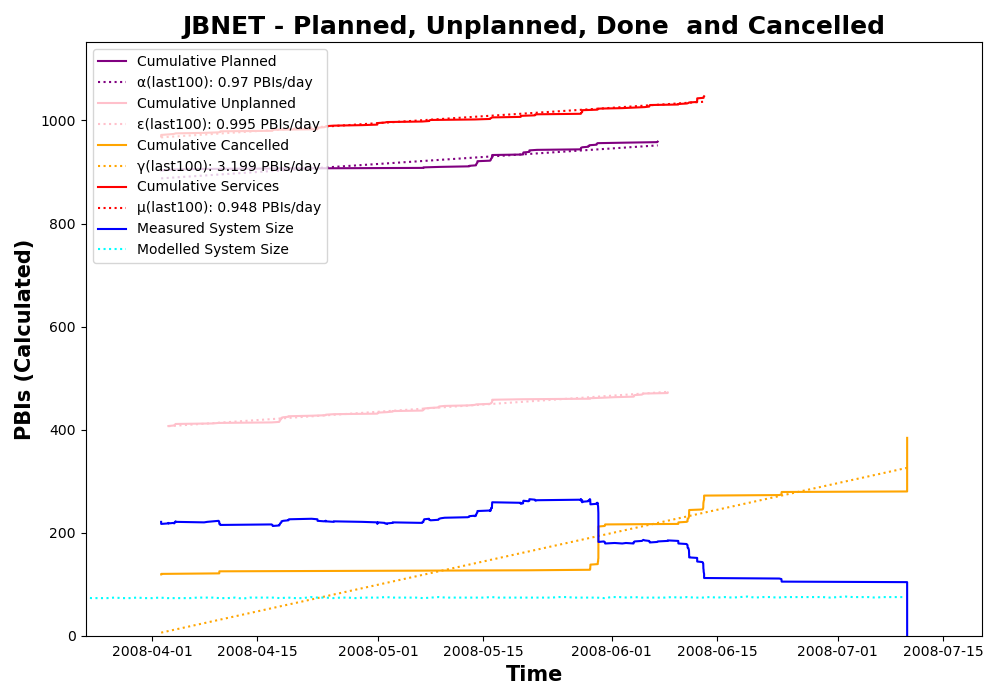 JBNET - Planned, Unplanned, Done  and Cancelled
Cumulative Planned
α(last100): 0.97 PBIs/day
Cumulative Unplanned
ε(last100): 0.995 PBIs/day
Cumulative Cancelled
γ(last100): 3.199 PBIs/day
Cumulative Services
μ(last100): 0.948 PBIs/day
Measured System Size
Modelled System Size
PBIs (Calculated)
1000
800
600
400
200
0
2008-04-01
2008-04-15
2008-05-01
2008-05-15
2008-06-01
2008-06-15
2008-07-01
2008-07-15
Time